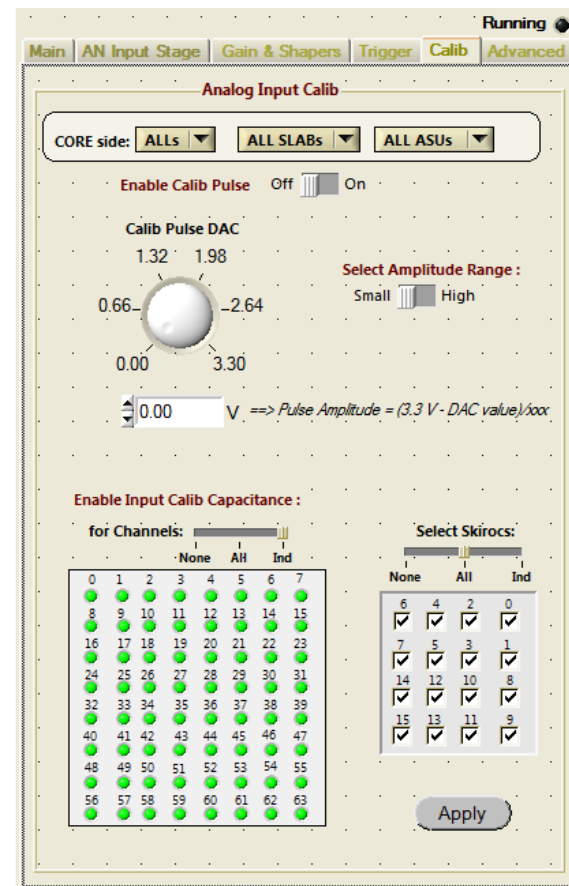 Running
Main AN Input Stage Gain & Shapers Trigger Calib Advanced
Analog Input Calib
CORE side: ALLs ALL SLABs ALL ASUs
Enable Calib Pulse Off On
Calib Pulse DAC
1.32 1.98
Select Amplitude Range :
0.66 2.64
Small High
0.00 3.30
0.00 V ==> Pulse Amplitude = (3.3 V - DAC value)/xxx
Enable Input Calib Capacitance :
for Channels: Select Skirocs:
None All Ind None All Ind
0 1 2 3 4 5 6 7
8 9 10 11 12 13 14 15
16 17 18 19 20 21 22 23
24 25 26 27 28 29 30 31
32 33 34 35 36 37 38 39
40 41 42 43 44 45 46 47
48 49 50 51 52 53 54 55
56 57 58 59 60 61 62 63
6 4 2 0
7 5 3 1
14 12 10 8
15 13 11 9
Apply